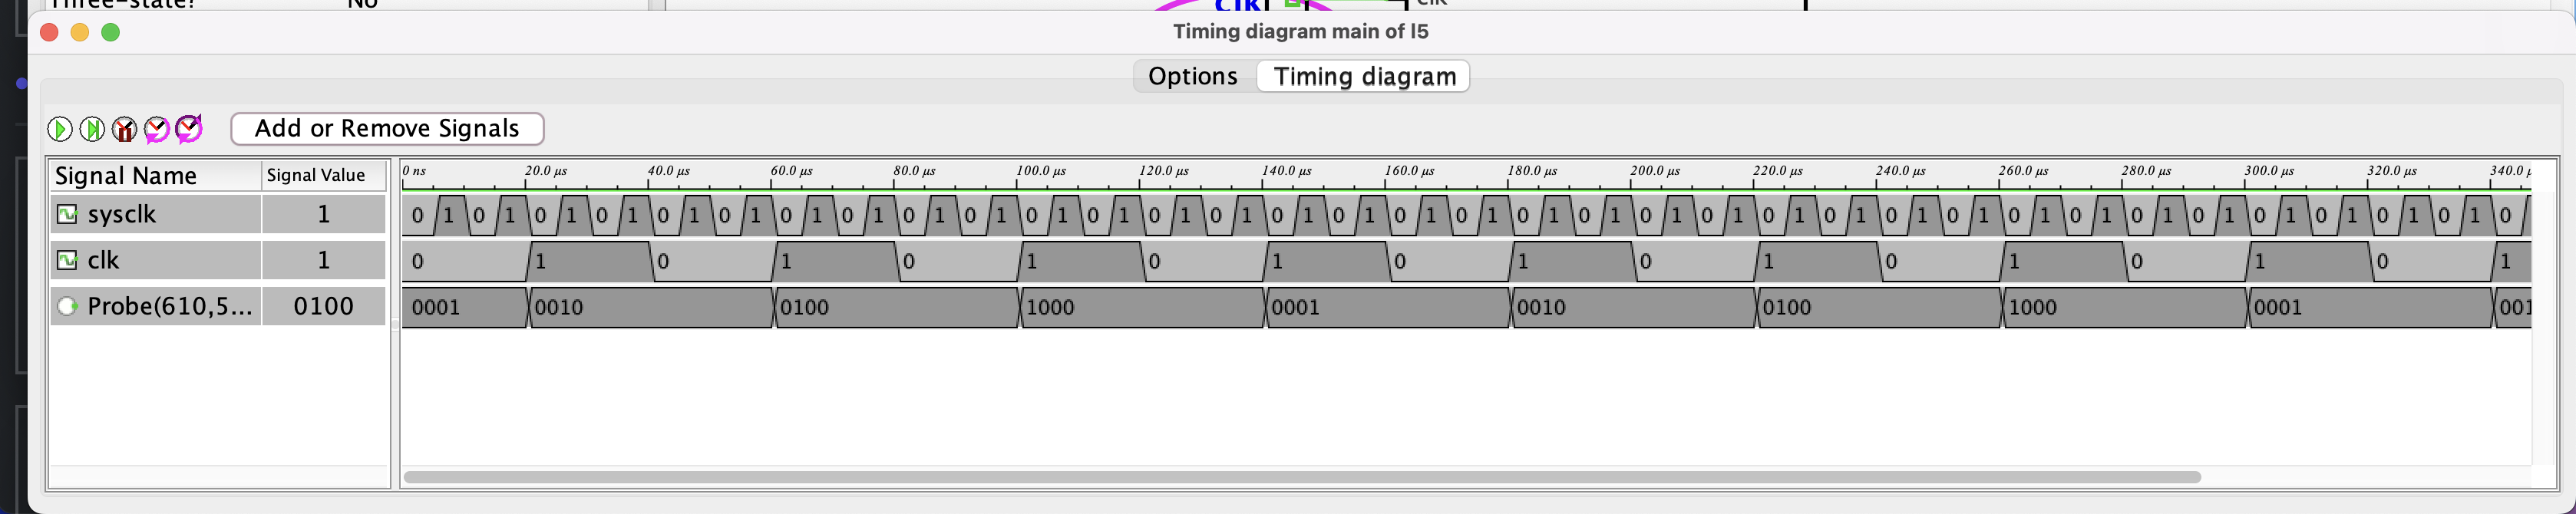 Three-state? No
Clk Clk
Timing diagram main of l5
Options Timing diagram
Add or Remove Signals
Signal Name Signal Value 0 ns 20.0 µs 40.0 µs 60.0 µs 80.0 µs 100.0 µs 120.0 µs 140.0 µs 160.0 µs 180.0 µs 200.0 µs 220.0 µs 240.0 µs 260.0 µs 280.0 µs 300.0 µs 320.0 µs 340.0 µ
sysclk 1 0 1 0 1 0 1 0 1 0 1 0 1 0 1 0 1 0 1 0 1 0 1 0 1 0 1 0 1 0 1 0 1 0 1 0 1 0 1 0 1 0 1 0 1 0 1 0 1 0 1 0 1 0 1 0 1 0 1 0 1 0 1 0 1 0 1 0 1 0
clk 1 0 1 0 1 0 1 0 1 0 1 0 1 0 1 0 1 0 1
Probe(610,5... 0100 0001 0010 0100 1000 0001 0010 0100 1000 0001 001